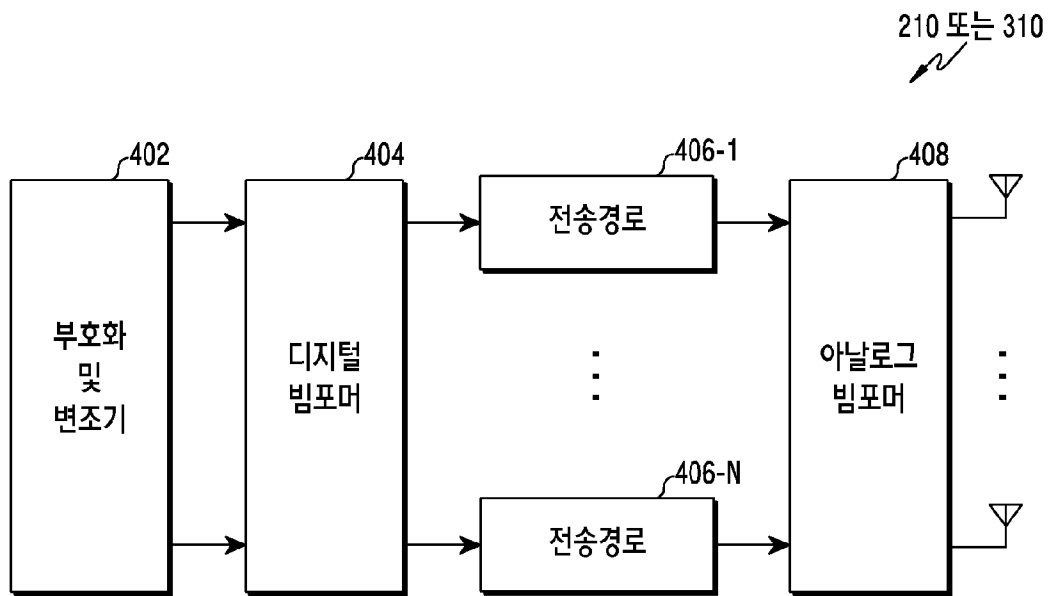 210 또는 310
402
404
406-1
408
전송경로
부호화
및
변조기
디지털
빔포머
아날로그
빔포머
406-N
전송경로